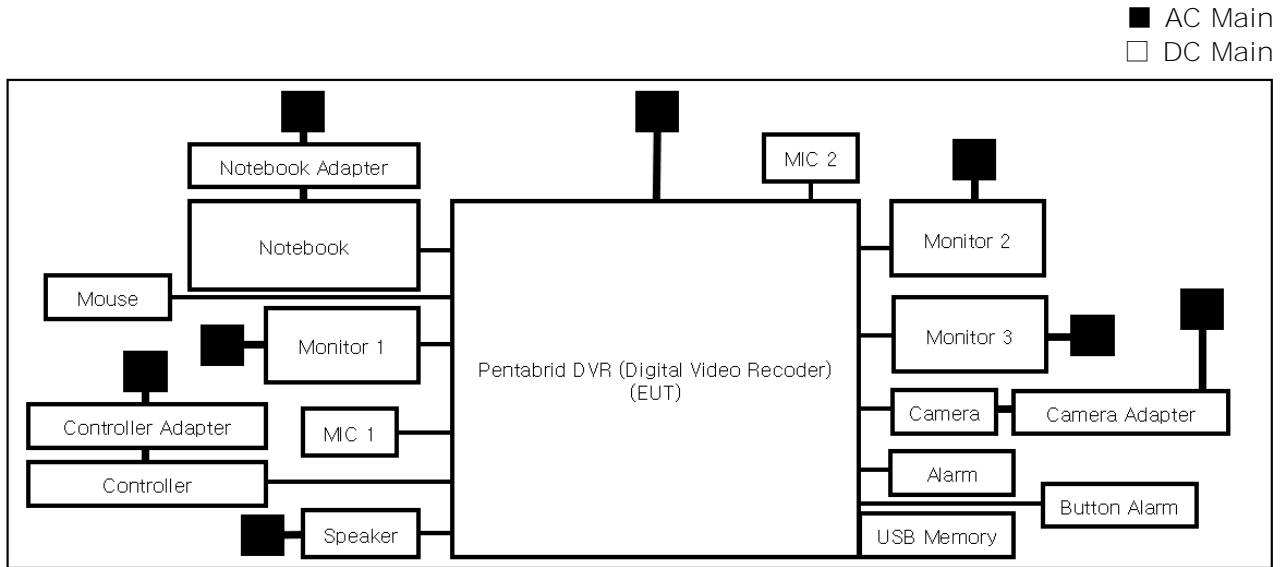 AC Main
DC Main
Notebook Adapter
MIC 2
Notebook
Monitor 2
Mouse
Monitor 1
Monitor 3
Pentabrid DVR (Digital Video Recoder)
(EUT)
Controller Adapter
MIC 1
Camera
Camera Adapter
Controller
Alarm
Button Alarm
Speaker
USB Memory